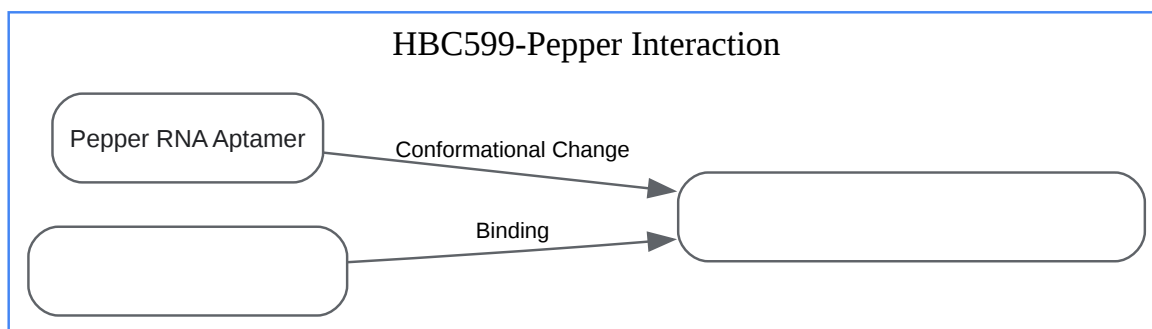 HBC599-Pepper Interaction
Pepper RNA Aptamer
Conformational Change
Binding